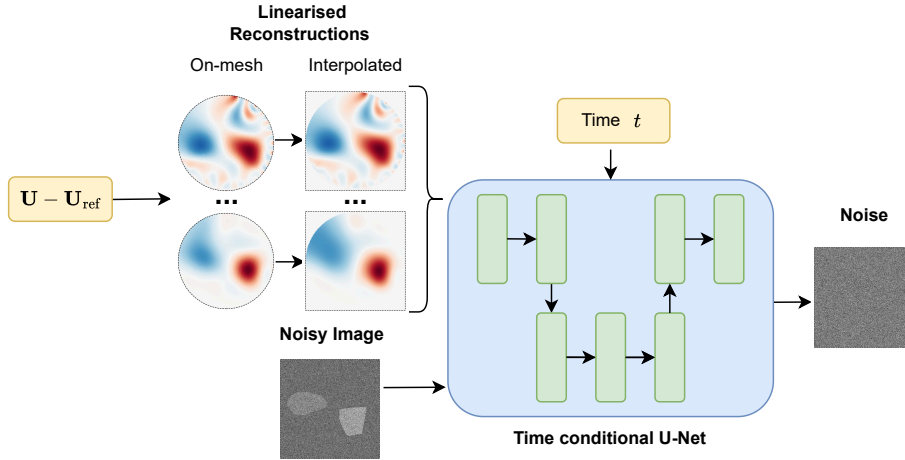 Linearised
Reconstructions
On-mesh
Interpolated
Time t
U − U_ref
...
...
Noise
Noisy Image
Time conditional U-Net